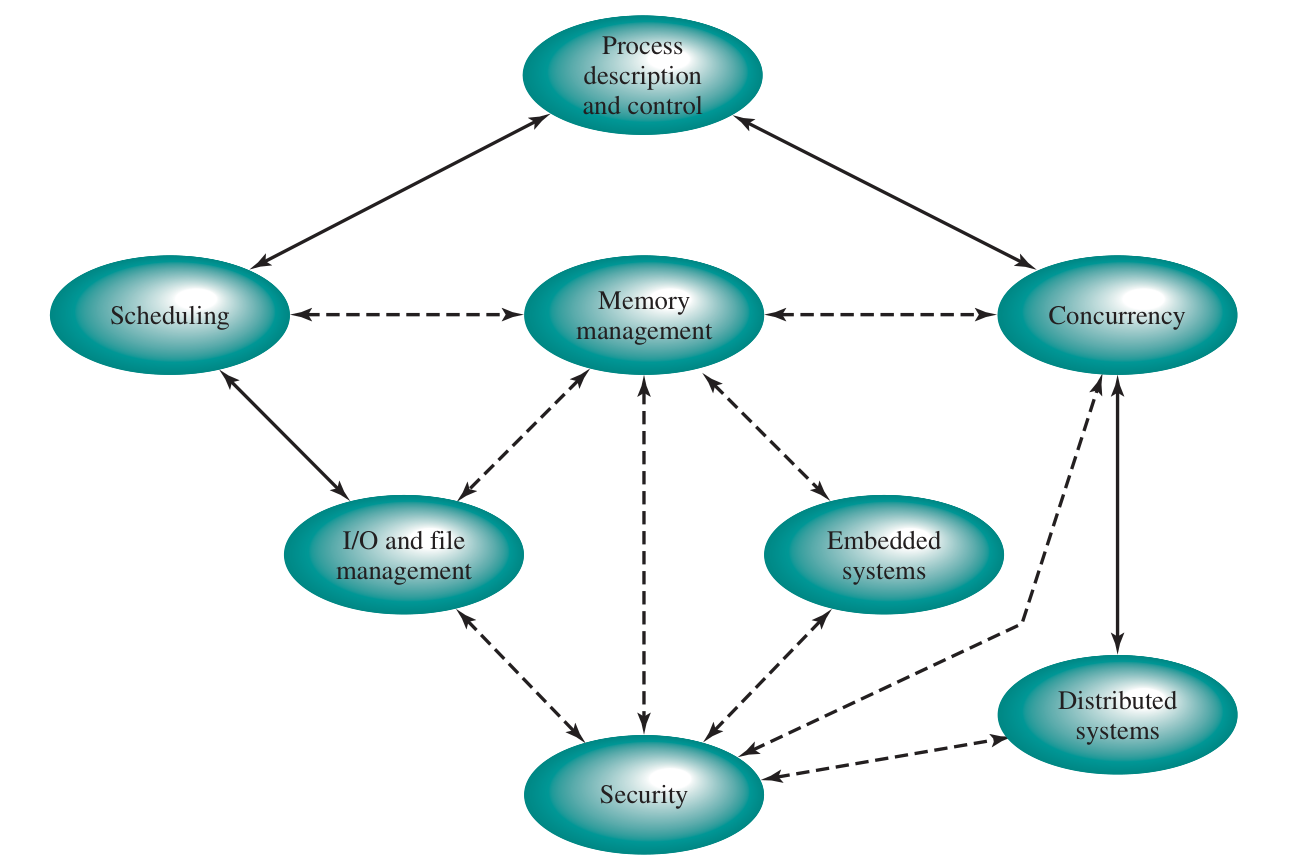 Process
description
and control
Scheduling
Memory
management
Concurrency
I/O and file
management
Embedded
systems
Distributed
systems
Security